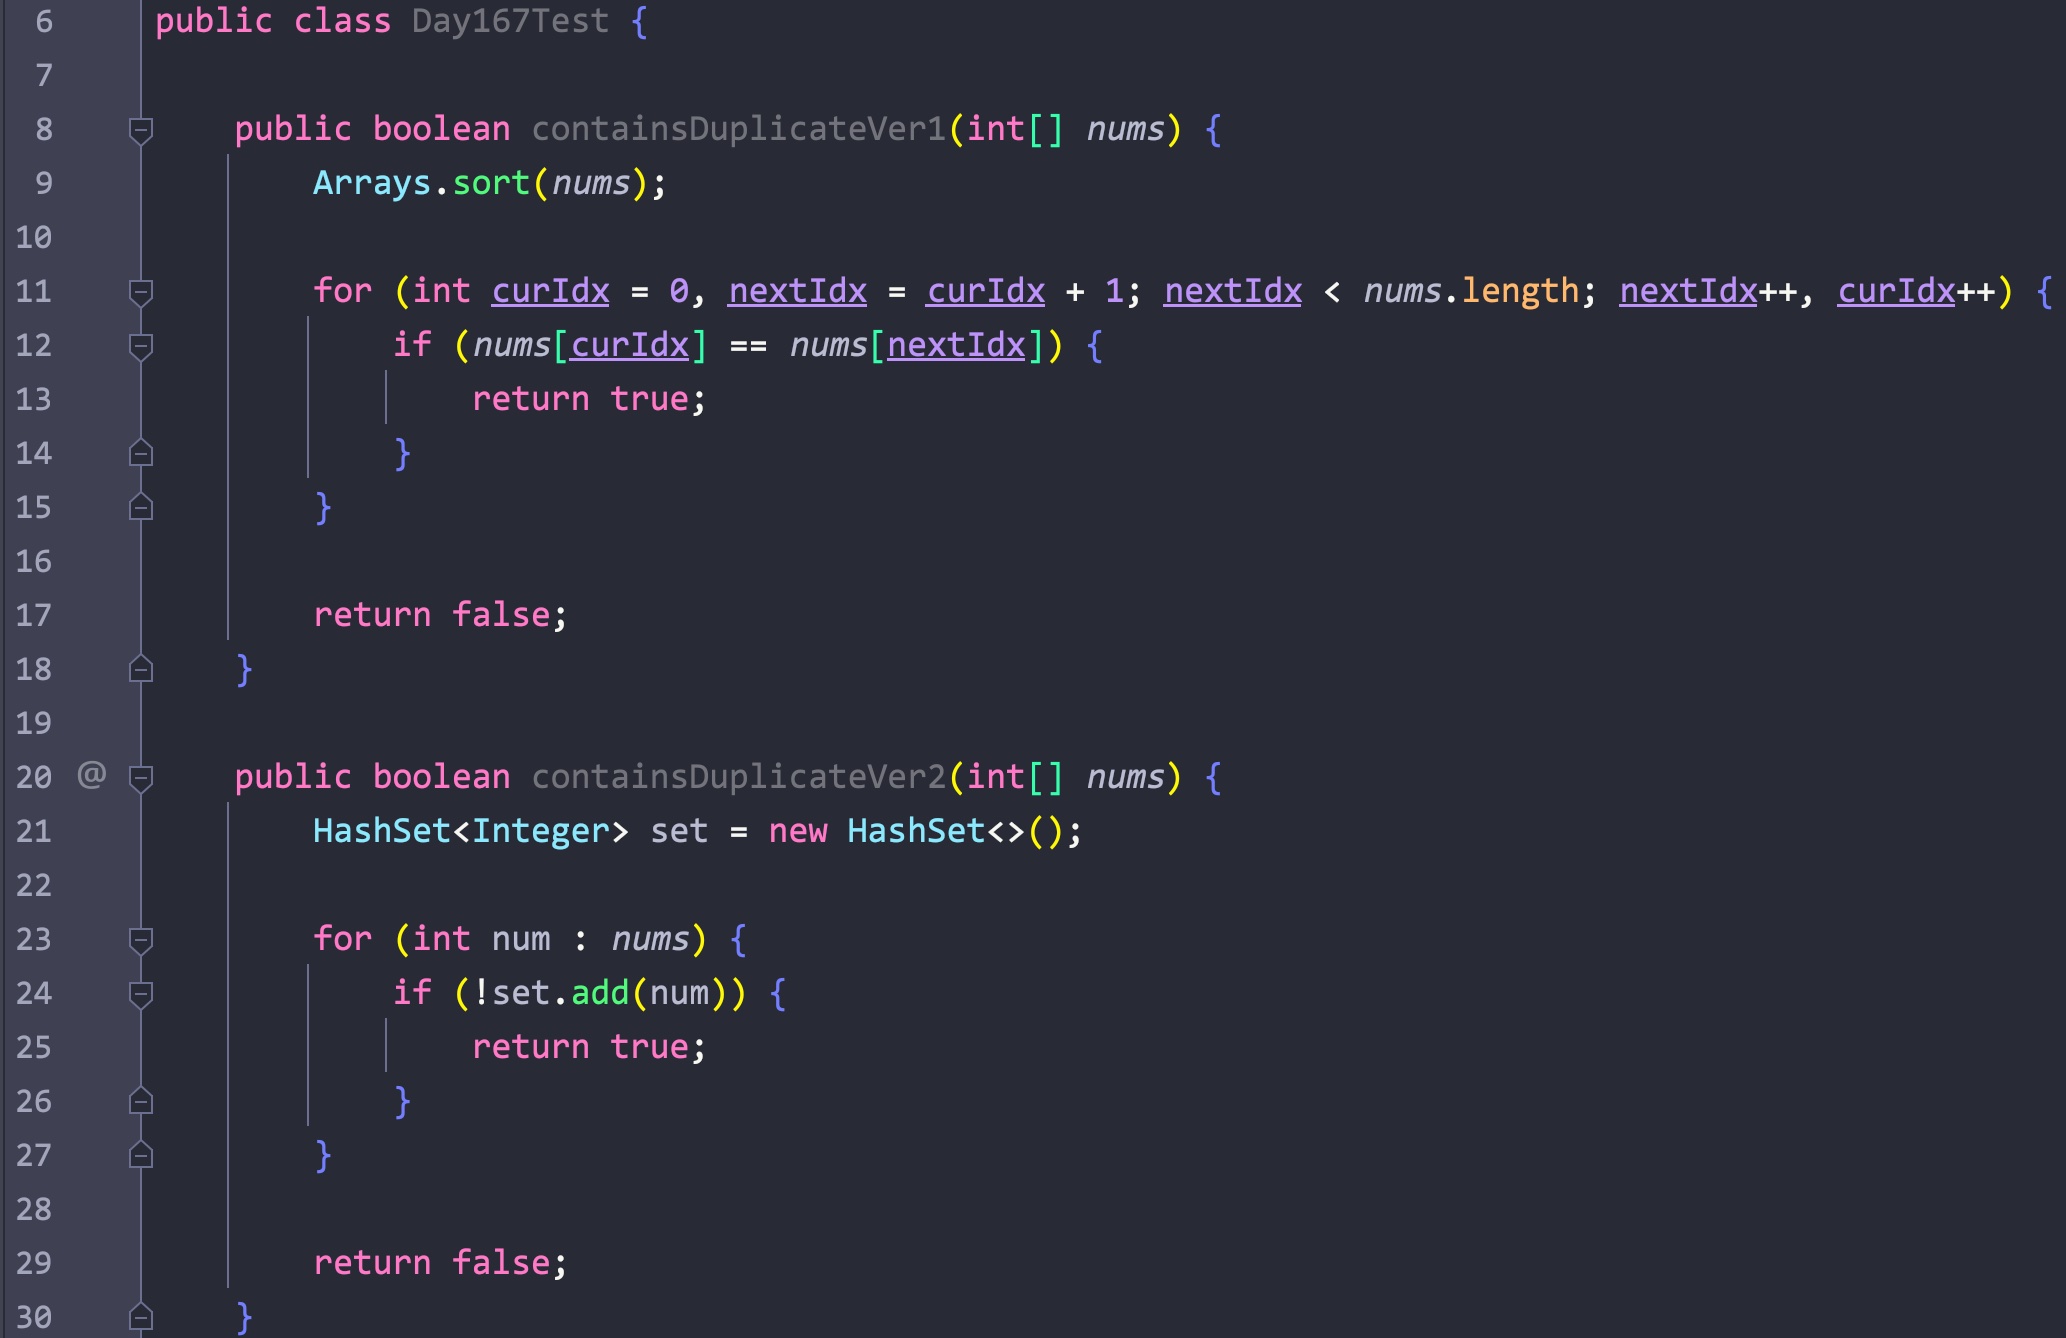 6 public class Day167Test {
7
8 public boolean containsDuplicateVer1(int[] nums) {
9 Arrays.sort(nums);
10
11 for (int curIdx = 0, nextIdx = curIdx + 1; nextIdx < nums.length; nextIdx++, curIdx++) {
12 if (nums[curIdx] == nums[nextIdx]) {
13 return true;
14 }
15 }
16
17 return false;
18 }
19
20 @ public boolean containsDuplicateVer2(int[] nums) {
21 HashSet<Integer> set = new HashSet<>();
22
23 for (int num : nums) {
24 if (!set.add(num)) {
25 return true;
26 }
27 }
28
29 return false;
30 }